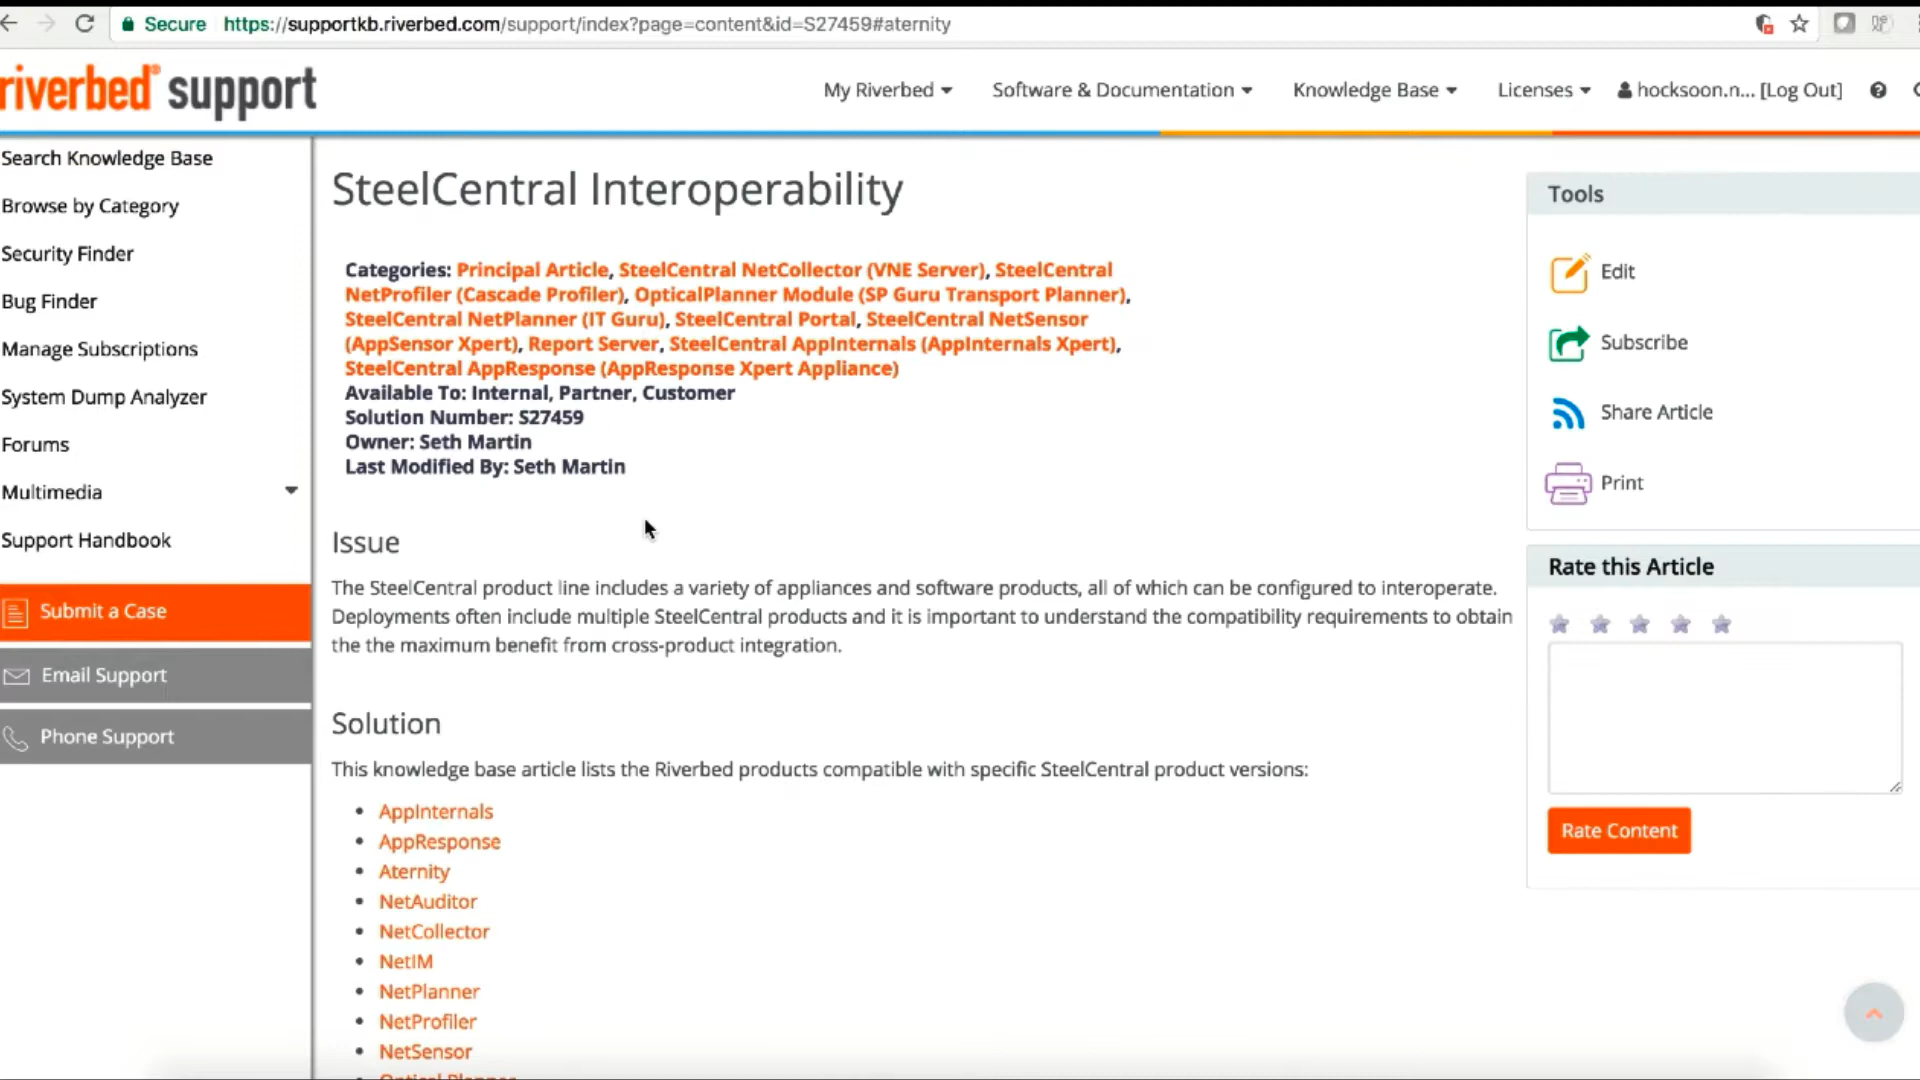 Secure https://supportkb.riverbed.com/support/index?page=content&id=S27459#aternity
riverbed® support
My Riverbed
Software & Documentation
Knowledge Base
Licenses
hocksoon.n... [Log Out]
Search Knowledge Base
Browse by Category
Security Finder
Bug Finder
Manage Subscriptions
System Dump Analyzer
Forums
Multimedia
Support Handbook
Submit a Case
Email Support
Phone Support
SteelCentral Interoperability
Categories: Principal Article, SteelCentral NetCollector (VNE Server), SteelCentral
NetProfiler (Cascade Profiler), OpticalPlanner Module (SP Guru Transport Planner),
SteelCentral NetPlanner (IT Guru), SteelCentral Portal, SteelCentral NetSensor
(AppSensor Xpert), Report Server, SteelCentral AppInternals (AppInternals Xpert),
SteelCentral AppResponse (AppResponse Xpert Appliance)
Available To: Internal, Partner, Customer
Solution Number: S27459
Owner: Seth Martin
Last Modified By: Seth Martin
Issue
The SteelCentral product line includes a variety of appliances and software products, all of which can be configured to interoperate.
Deployments often include multiple SteelCentral products and it is important to understand the compatibility requirements to obtain
the the maximum benefit from cross-product integration.
Solution
This knowledge base article lists the Riverbed products compatible with specific SteelCentral product versions:
• AppInternals
• AppResponse
• Aternity
• NetAuditor
• NetCollector
• NetIM
• NetPlanner
• NetProfiler
• NetSensor
Tools
Edit
Subscribe
Share Article
Print
Rate this Article
Rate Content